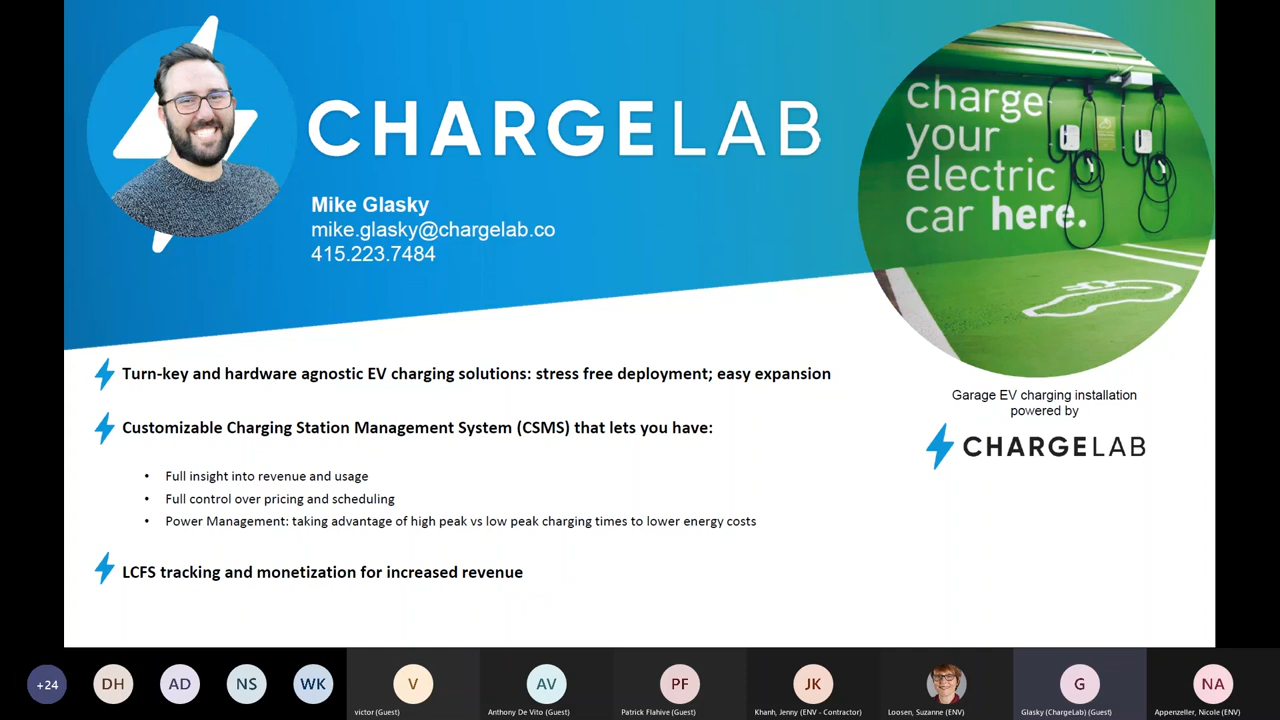 CHARGELAB
Mike Glasky
mike.glasky@chargelab.co
415.223.7484
charge
your
electric
car here.
Garage EV charging installation
powered by
CHARGELAB
Turn-key and hardware agnostic EV charging solutions: stress free deployment; easy expansion
Customizable Charging Station Management System (CSMS) that lets you have:
• Full insight into revenue and usage
• Full control over pricing and scheduling
• Power Management: taking advantage of high peak vs low peak charging times to lower energy costs
LCFS tracking and monetization for increased revenue
+24
DH
AD
NS
WK
V
AV
PF
JK
G
NA
victor (Guest)
Anthony De Vito (Guest)
Patrick Flahive (Guest)
Khanh, Jenny (ENV - Contractor)
Loosen, Suzanne (ENV)
Glasky (ChargeLab) (Guest)
Appenzeller, Nicole (ENV)